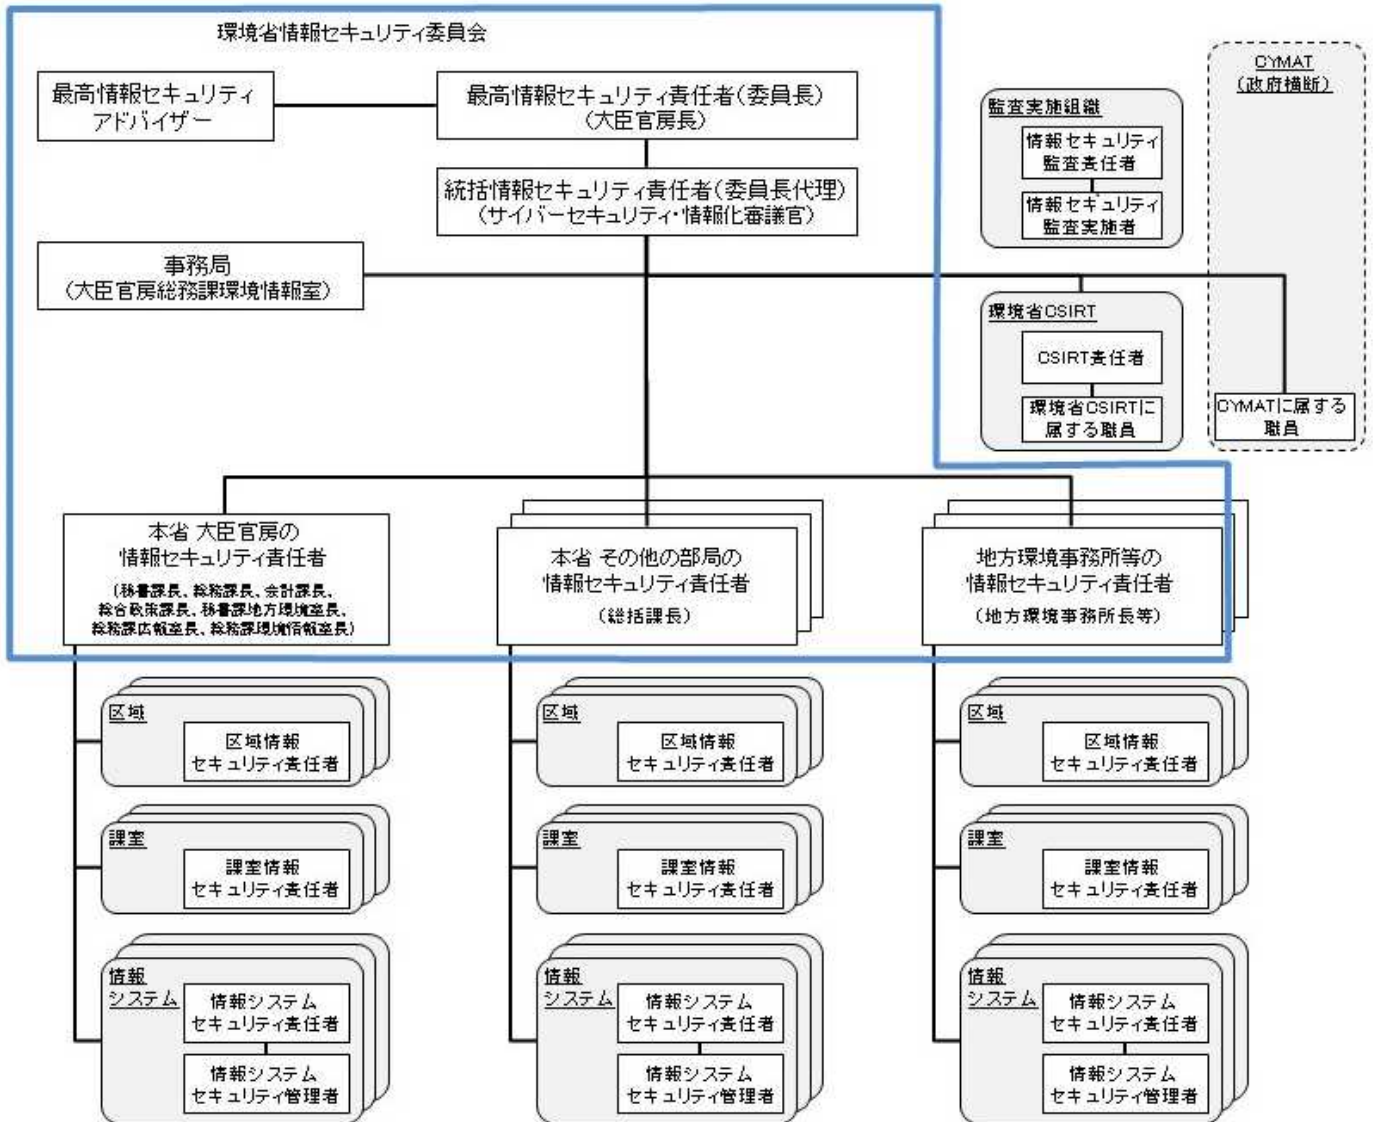 環境省情報セキュリティ委員会
最高情報セキュリティ
アドバイザー
最高情報セキュリティ責任者(委員長)
(大臣官房長)
統括情報セキュリティ責任者(委員長代理)
(サイバーセキュリティ・情報化審議官)
事務局
(大臣官房総務課環境情報室)
監査実施組織
情報セキュリティ
監査責任者
情報セキュリティ
監査実施者
CYMAT
(政府横断)
環境省CSIRT
CSIRT責任者
環境省CSIRTに
属する職員
CYMATに属する
職員
本省 大臣官房の
情報セキュリティ責任者
(秘書課長、総務課長、会計課長、
総合政策課長、秘書課地方環境室長、
総務課広報室長、総務課環境情報室長)
本省 その他の部局の
情報セキュリティ責任者
(総括課長)
地方環境事務所等の
情報セキュリティ責任者
(地方環境事務所長等)
区域
区域情報
セキュリティ責任者
課室
課室情報
セキュリティ責任者
情報
システム
情報システム
セキュリティ責任者
情報システム
セキュリティ管理者
区域
区域情報
セキュリティ責任者
課室
課室情報
セキュリティ責任者
情報
システム
情報システム
セキュリティ責任者
情報システム
セキュリティ管理者
区域
区域情報
セキュリティ責任者
課室
課室情報
セキュリティ責任者
情報
システム
情報システム
セキュリティ責任者
情報システム
セキュリティ管理者